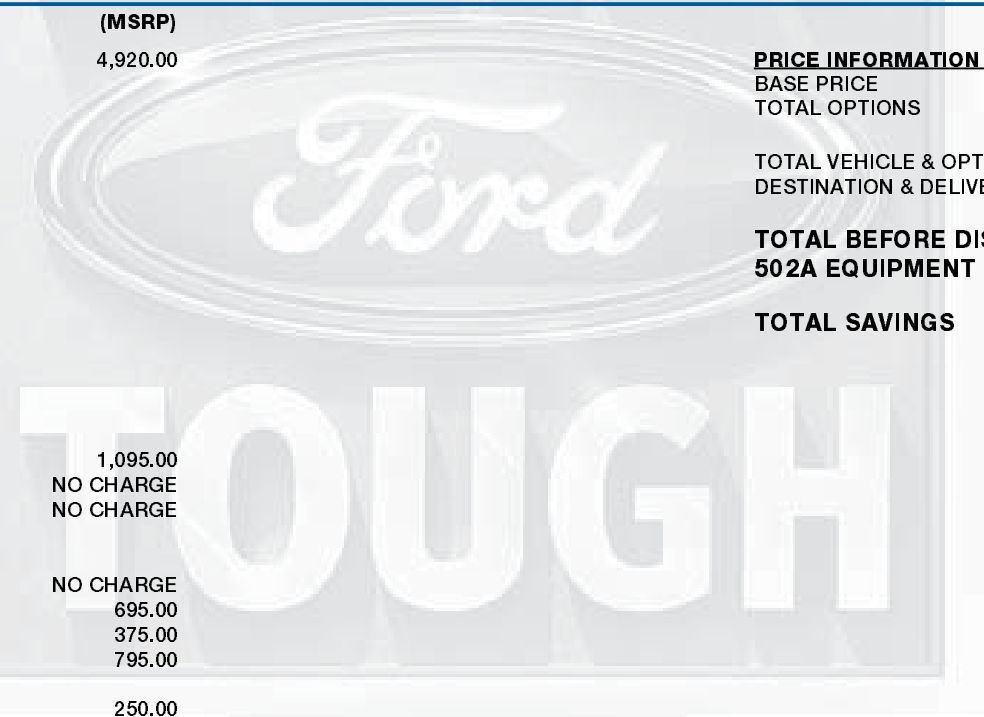 (MSRP)
4,920.00
1,095.00
NO CHARGE
NO CHARGE
NO CHARGE
695.00
375.00
795.00
250.00
PRICE INFORMATION
BASE PRICE
TOTAL OPTIONS
TOTAL VEHICLE & OPT
DESTINATION & DELIVE
TOTAL BEFORE DIS
502A EQUIPMENT
TOTAL SAVINGS
Ford
TOUGH